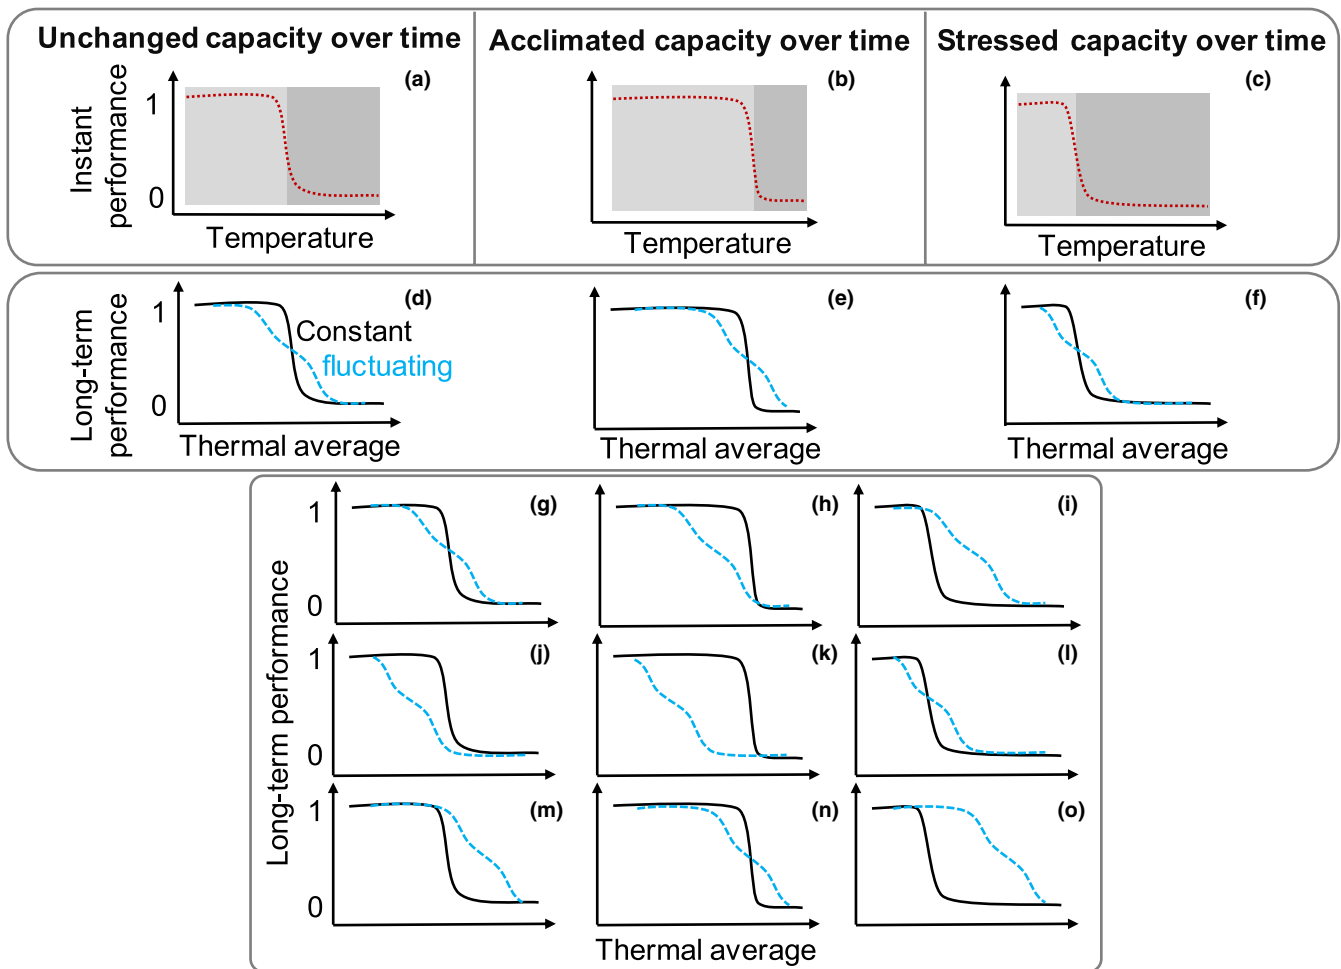 Unchanged capacity over time
Acclimated capacity over time
Stressed capacity over time
Instant
performance
1
0
(a)
Temperature
(b)
Temperature
(c)
Temperature
Long-term
performance
1
0
(d)
Constant
fluctuating
Thermal average
(e)
Thermal average
(f)
Thermal average
Long-term performance
1
0
(g)
(h)
(i)
1
0
(j)
(k)
(l)
1
0
(m)
(n)
(o)
Thermal average